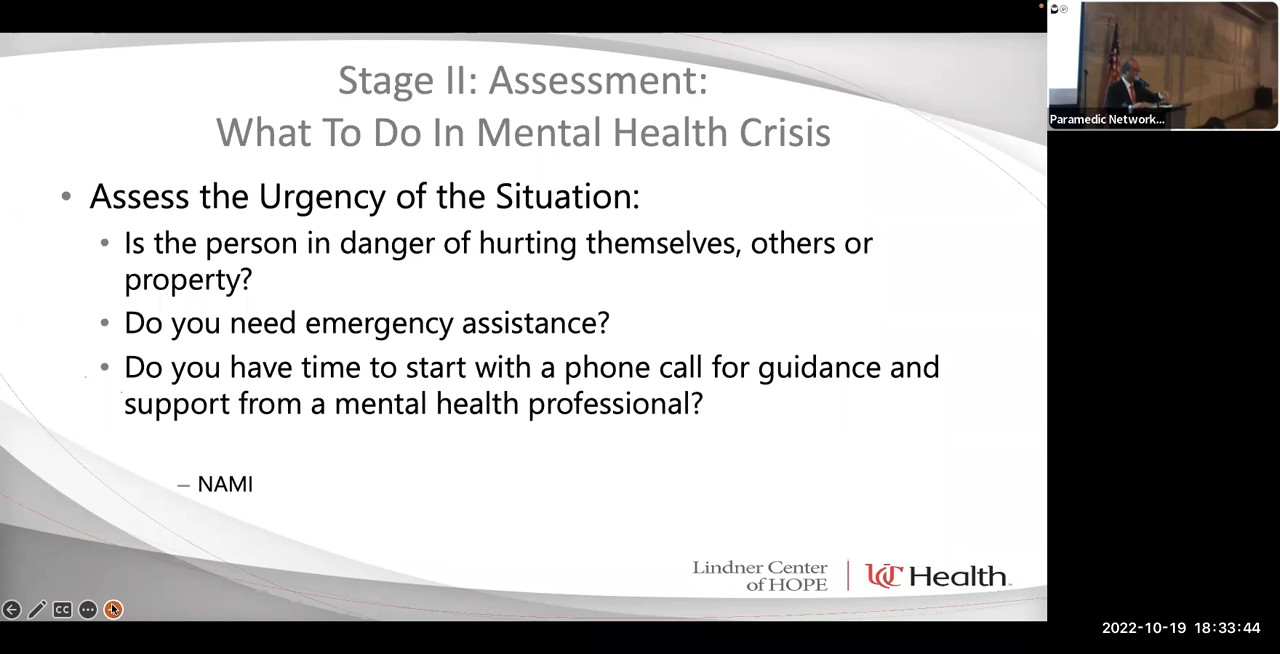 Stage II: Assessment:
What To Do In Mental Health Crisis
• Assess the Urgency of the Situation:
• Is the person in danger of hurting themselves, others or
property?
• Do you need emergency assistance?
• Do you have time to start with a phone call for guidance and
support from a mental health professional?
– NAMI
Lindner Center
of HOPE
UC Health™
CC
Paramedic Network...
2022-10-19 18:33:44